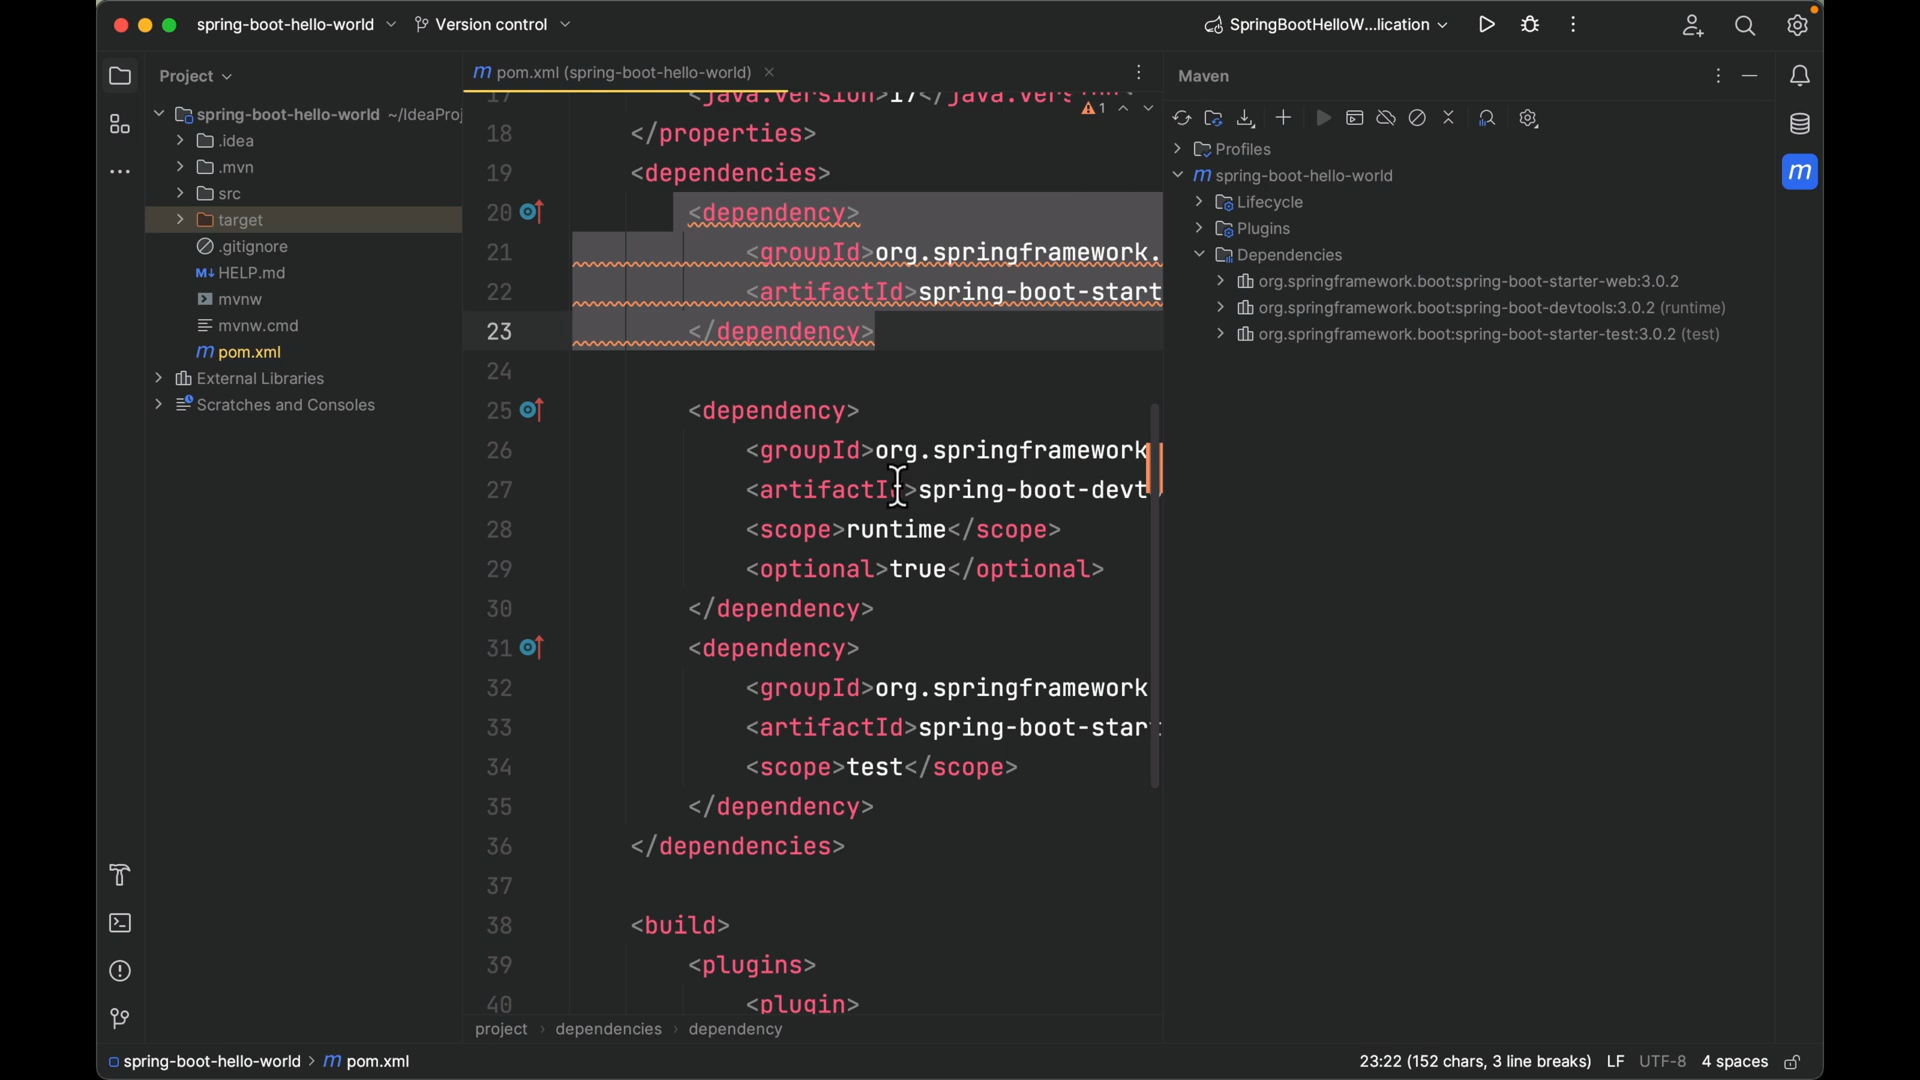 spring-boot-hello-world
Version control
SpringBootHelloW...lication
Project
spring-boot-hello-world ~/IdeaProj
.idea
.mvn
src
target
.gitignore
M↓ HELP.md
mvnw
mvnw.cmd
m pom.xml
External Libraries
Scratches and Consoles
m pom.xml (spring-boot-hello-world)
1
17 <java.version>17</java.vers
18 </properties>
19 <dependencies>
20 <dependency>
21 <groupId>org.springframework.
22 <artifactId>spring-boot-start
23 </dependency>
24
25 <dependency>
26 <groupId>org.springframework
27 <artifactId>spring-boot-devt
28 <scope>runtime</scope>
29 <optional>true</optional>
30 </dependency>
31 <dependency>
32 <groupId>org.springframework
33 <artifactId>spring-boot-start
34 <scope>test</scope>
35 </dependency>
36 </dependencies>
37
38 <build>
39 <plugins>
40 <plugin>
project > dependencies > dependency
Maven
Profiles
m spring-boot-hello-world
Lifecycle
Plugins
Dependencies
org.springframework.boot:spring-boot-starter-web:3.0.2
org.springframework.boot:spring-boot-devtools:3.0.2 (runtime)
org.springframework.boot:spring-boot-starter-test:3.0.2 (test)
m
spring-boot-hello-world > m pom.xml
23:22 (152 chars, 3 line breaks) LF UTF-8 4 spaces